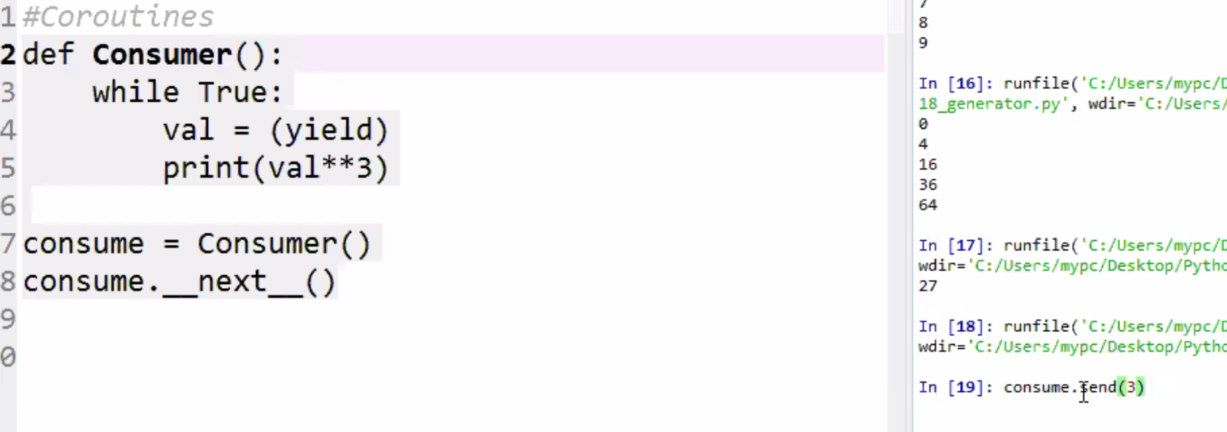 1 #Coroutines
2 def Consumer():
3 while True:
4 val = (yield)
5 print(val**3)
6
7 consume = Consumer()
8 consume.__next__()
9
0
7
8
9
In [16]: runfile('C:/Users/mypc/D
18_generator.py', wdir='C:/Users/
0
4
16
36
64
In [17]: runfile('C:/Users/mypc/D
wdir='C:/Users/mypc/Desktop/Pytho
27
In [18]: runfile('C:/Users/mypc/D
wdir='C:/Users/mypc/Desktop/Pytho
In [19]: consume.send(3)